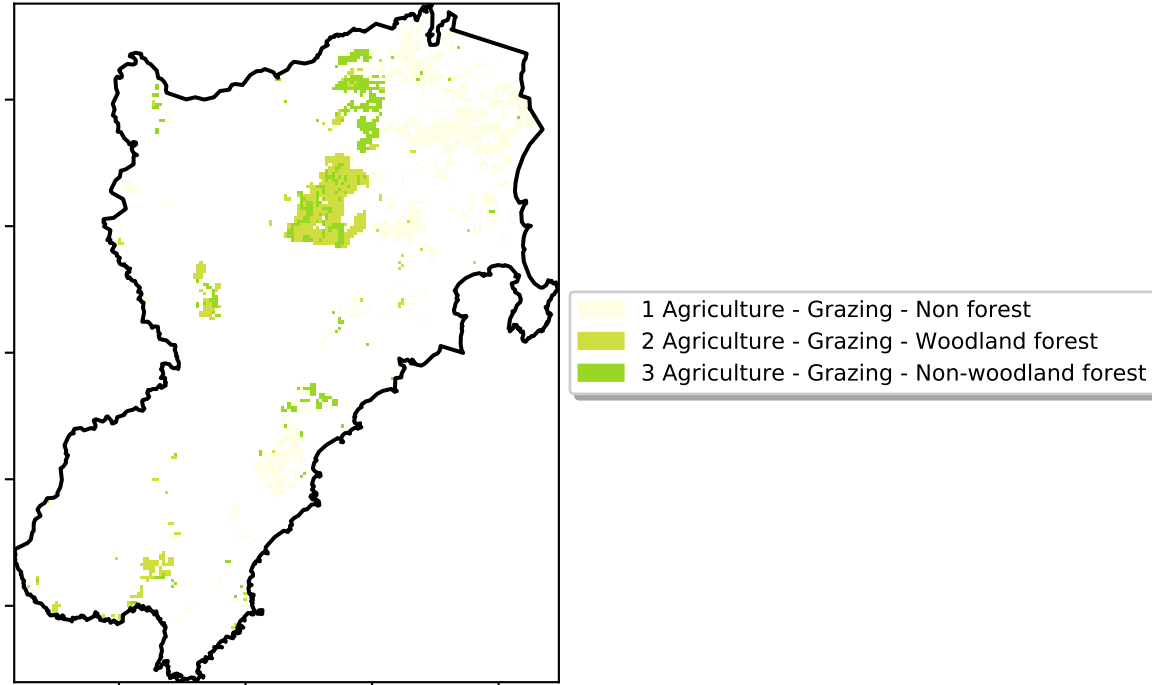 1 Agriculture - Grazing - Non forest
2 Agriculture - Grazing - Woodland forest
3 Agriculture - Grazing - Non-woodland forest